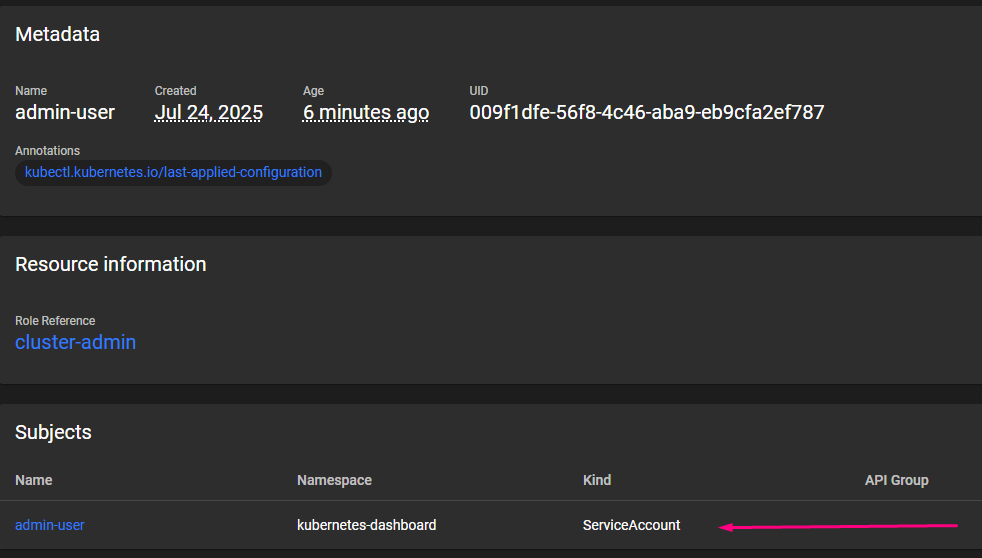 Metadata
Name Created Age UID
admin-user Jul 24, 2025 6 minutes ago 009f1dfe-56f8-4c46-aba9-eb9cfa2ef787
Annotations
kubectl.kubernetes.io/last-applied-configuration
Resource information
Role Reference
cluster-admin
Subjects
Name Namespace Kind API Group
admin-user kubernetes-dashboard ServiceAccount